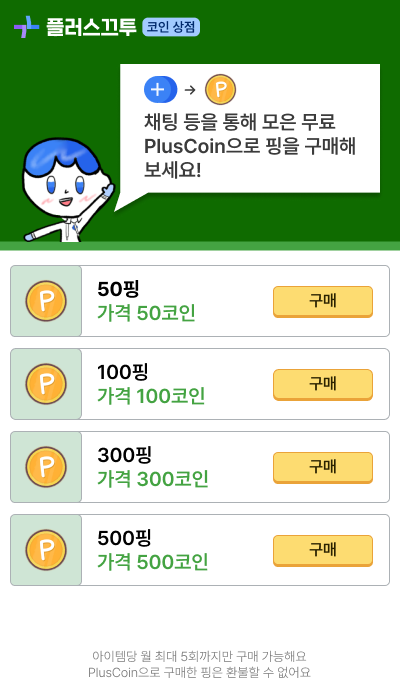 플러스끄투 코인 상점
P
채팅 등을 통해 모은 무료
PlusCoin으로 핑을 구매해
보세요!
P
50핑
가격 50코인
구매
P
100핑
가격 100코인
구매
P
300핑
가격 300코인
구매
P
500핑
가격 500코인
구매
아이템당 월 최대 5회까지만 구매 가능해요
PlusCoin으로 구매한 핑은 환불할 수 없어요